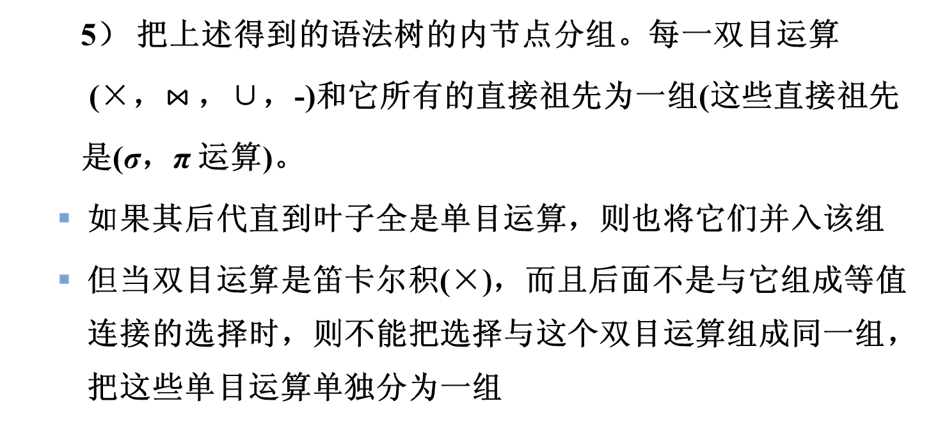 5） 把上述得到的语法树的内节点分组。每一双目运算
(×，⋈，∪，-)和它所有的直接祖先为一组(这些直接祖先
是(σ，π 运算)。
▪ 如果其后代直到叶子全是单目运算，则也将它们并入该组
▪ 但当双目运算是笛卡尔积(×)，而且后面不是与它组成等值
连接的选择时，则不能把选择与这个双目运算组成同一组，
把这些单目运算单独分为一组